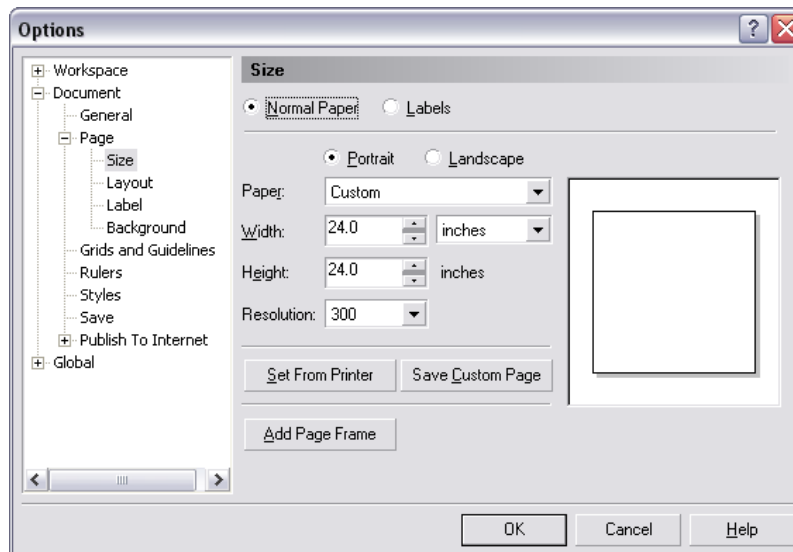 Options
?
Workspace
Document
General
Page
Size
Layout
Label
Background
Grids and Guidelines
Rulers
Styles
Save
Publish To Internet
Global
Size
Normal Paper Labels
Portrait Landscape
Paper: Custom
Width: 24.0 inches
Height: 24.0 inches
Resolution: 300
Set From Printer Save Custom Page
Add Page Frame
OK Cancel Help